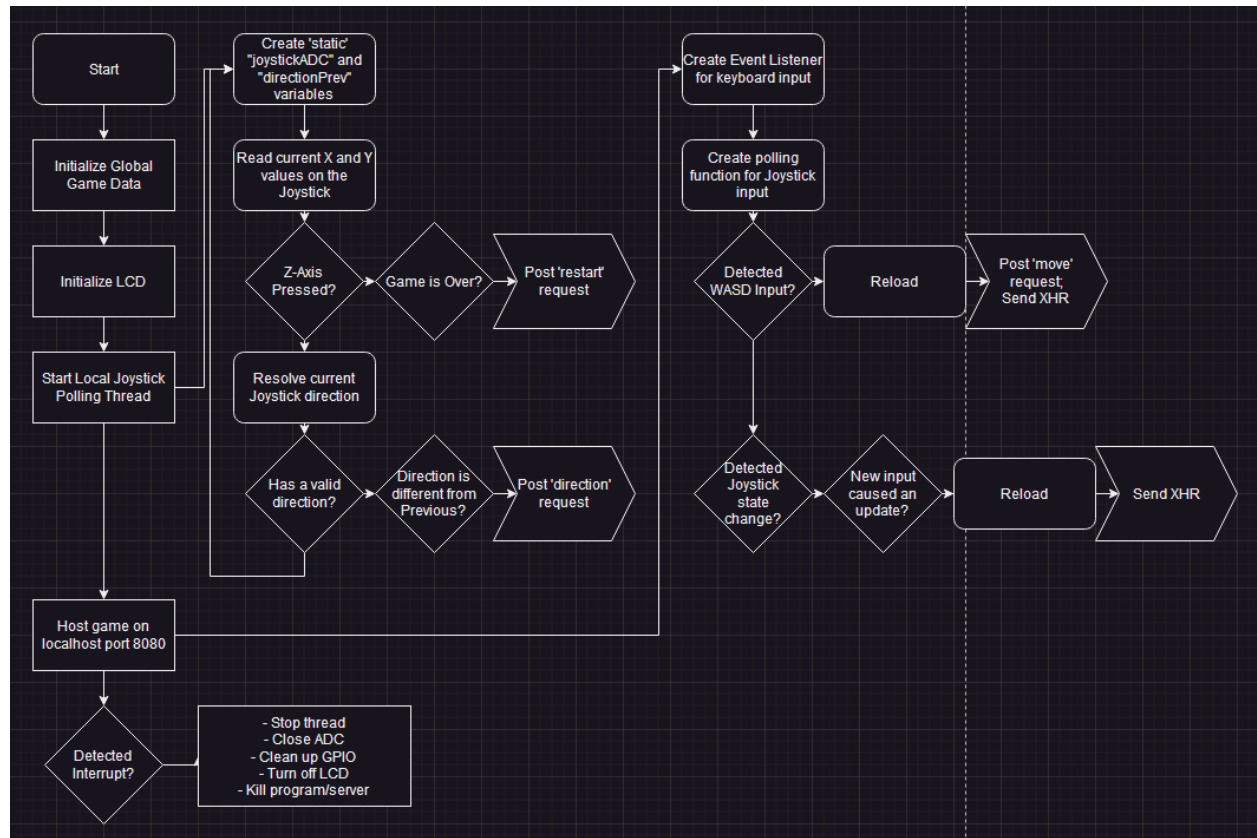 Start
Initialize Global
Game Data
Initialize LCD
Start Local Joystick
Polling Thread
Host game on
localhost port 8080
Detected
Interrupt?
- Stop thread
- Close ADC
- Clean up GPIO
- Turn off LCD
- Kill program/server
Create 'static'
"joystickADC" and
"directionPrev"
variables
Read current X and Y
values on the
Joystick
Z-Axis
Pressed?
Game is Over?
Post 'restart'
request
Resolve current
Joystick direction
Has a valid
direction?
Direction is
different from
Previous?
Post 'direction'
request
Create Event Listener
for keyboard input
Create polling
function for Joystick
input
Detected
WASD Input?
Reload
Post 'move'
request;
Send XHR
Detected
Joystick
state
change?
New input
caused an
update?
Reload
Send XHR